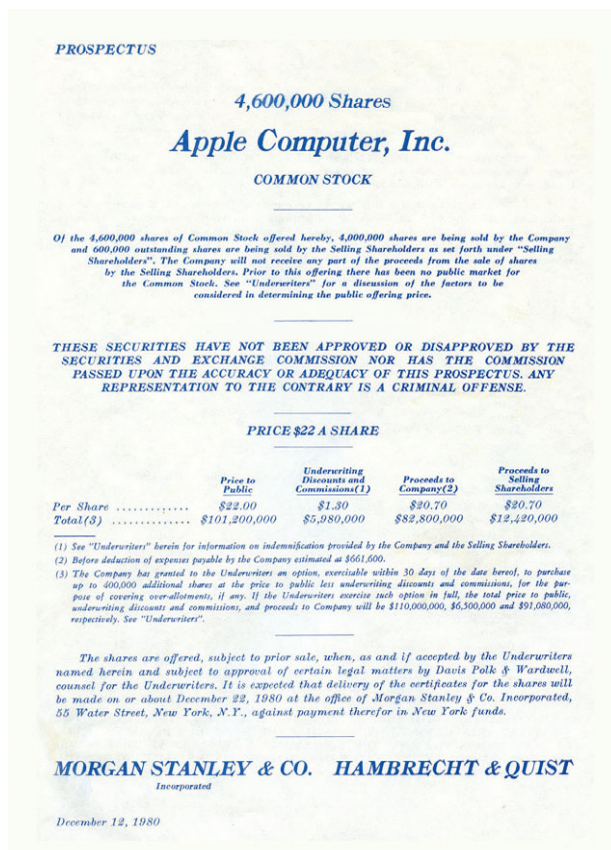 PROSPECTUS
4,600,000 Shares
Apple Computer, Inc.
COMMON STOCK
Of the 4,600,000 shares of Common Stock offered hereby, 4,000,000 shares are being sold by the Company
and 600,000 outstanding shares are being sold by the Selling Shareholders as set forth under "Selling
Shareholders". The Company will not receive any part of the proceeds from the sale of shares
by the Selling Shareholders. Prior to this offering there has been no public market for
the Common Stock. See "Underwriters" for a discussion of the factors to be
considered in determining the public offering price.
THESE SECURITIES HAVE NOT BEEN APPROVED OR DISAPPROVED BY THE
SECURITIES AND EXCHANGE COMMISSION NOR HAS THE COMMISSION
PASSED UPON THE ACCURACY OR ADEQUACY OF THIS PROSPECTUS. ANY
REPRESENTATION TO THE CONTRARY IS A CRIMINAL OFFENSE.
PRICE $22 A SHARE
Price to Public Underwriting Discounts and Commissions(1) Proceeds to Company(2) Proceeds to Selling Shareholders
Per Share ............. $22.00 $1.30 $20.70 $20.70
Total(3) .............. $101,200,000 $5,980,000 $82,800,000 $12,420,000
(1) See "Underwriters" herein for information on indemnification provided by the Company and the Selling Shareholders.
(2) Before deduction of expenses payable by the Company estimated at $661,600.
(3) The Company has granted to the Underwriters an option, exercisable within 30 days of the date hereof, to purchase
up to 400,000 additional shares at the price to public less underwriting discounts and commissions, for the pur-
pose of covering over-allotments, if any. If the Underwriters exercise such option in full, the total price to public,
underwriting discounts and commissions, and proceeds to Company will be $110,000,000, $6,500,000 and $91,080,000,
respectively. See "Underwriters".
The shares are offered, subject to prior sale, when, as and if accepted by the Underwriters
named herein and subject to approval of certain legal matters by Davis Polk & Wardwell,
counsel for the Underwriters. It is expected that delivery of the certificates for the shares will
be made on or about December 22, 1980 at the office of Morgan Stanley & Co. Incorporated,
55 Water Street, New York, N.Y., against payment therefor in New York funds.
MORGAN STANLEY & CO. HAMBRECHT & QUIST
Incorporated
December 12, 1980